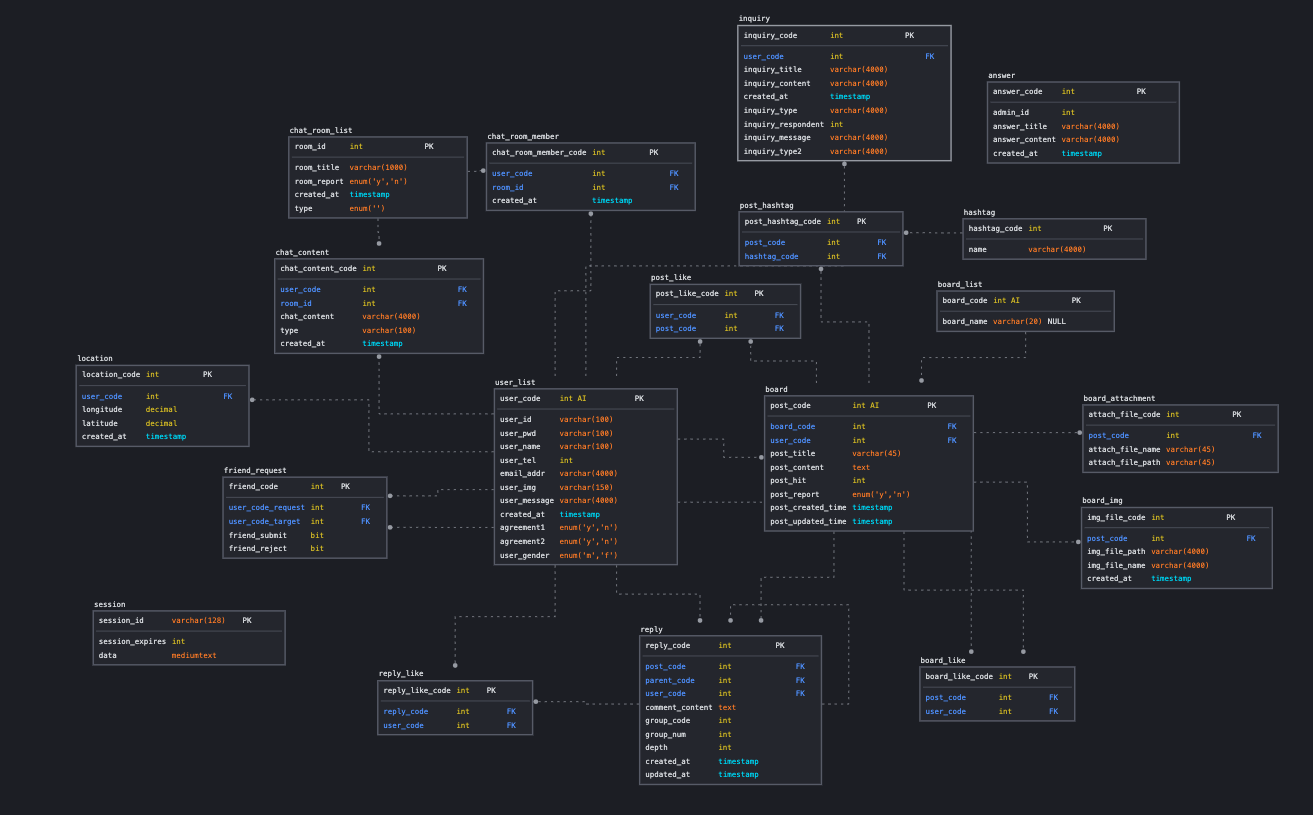 inquiry
inquiry_code int PK
user_code int FK
inquiry_title varchar(4000)
inquiry_content varchar(4000)
created_at timestamp
inquiry_type varchar(4000)
inquiry_respondent int
inquiry_message varchar(4000)
inquiry_type2 varchar(4000)
answer
answer_code int PK
admin_id int
answer_title varchar(4000)
answer_content varchar(4000)
created_at timestamp
chat_room_list
room_id int PK
room_title varchar(1000)
room_report enum('y','n')
created_at timestamp
type enum('')
chat_room_member
chat_room_member_code int PK
user_code int FK
room_id int FK
created_at timestamp
post_hashtag
post_hashtag_code int PK
post_code int FK
hashtag_code int FK
hashtag
hashtag_code int PK
name varchar(4000)
chat_content
chat_content_code int PK
user_code int FK
room_id int FK
chat_content varchar(4000)
type varchar(100)
created_at timestamp
post_like
post_like_code int PK
user_code int FK
post_code int FK
board_list
board_code int AI PK
board_name varchar(20) NULL
location
location_code int PK
user_code int FK
longitude decimal
latitude decimal
created_at timestamp
user_list
user_code int AI PK
user_id varchar(100)
user_pwd varchar(100)
user_name varchar(100)
user_tel int
email_addr varchar(4000)
user_img varchar(150)
user_message varchar(4000)
created_at timestamp
agreement1 enum('y','n')
agreement2 enum('y','n')
user_gender enum('m','f')
board
post_code int AI PK
board_code int FK
user_code int FK
post_title varchar(45)
post_content text
post_hit int
post_report enum('y','n')
post_created_time timestamp
post_updated_time timestamp
board_attachment
attach_file_code int PK
post_code int FK
attach_file_name varchar(45)
attach_file_path varchar(45)
friend_request
friend_code int PK
user_code_request int FK
user_code_target int FK
friend_submit bit
friend_reject bit
board_img
img_file_code int PK
post_code int FK
img_file_path varchar(4000)
img_file_name varchar(4000)
created_at timestamp
session
session_id varchar(128) PK
session_expires int
data mediumtext
reply
reply_code int PK
post_code int FK
parent_code int FK
user_code int FK
comment_content text
group_code int
group_num int
depth int
created_at timestamp
updated_at timestamp
reply_like
reply_like_code int PK
reply_code int FK
user_code int FK
board_like
board_like_code int PK
post_code int FK
user_code int FK